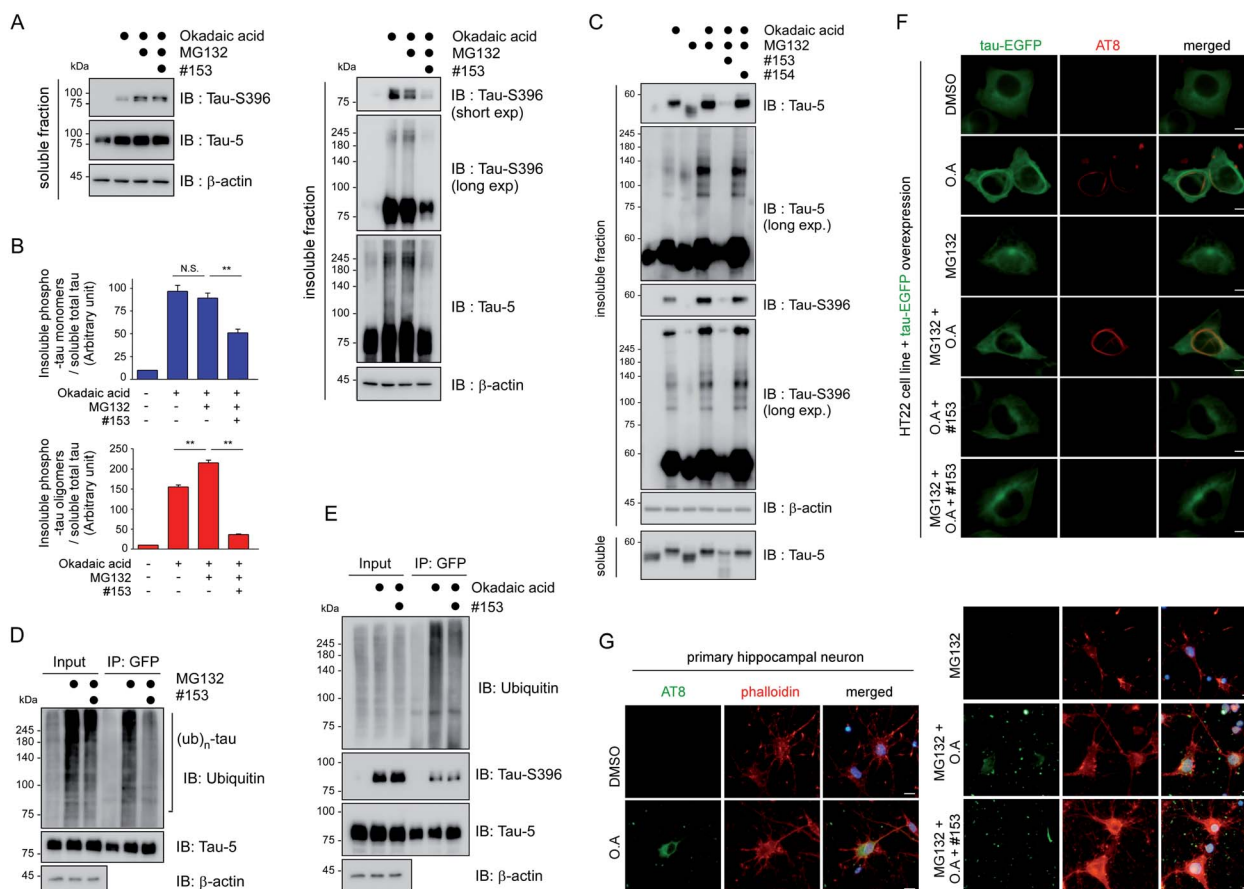 A
Okadaic acid
MG132
#153
kDa
soluble fraction
100
75
IB : Tau-S396
100
75
IB : Tau-5
45
IB : β-actin
Okadaic acid
MG132
#153
kDa
insoluble fraction
75
IB : Tau-S396
(short exp)
245
180
140
100
75
IB : Tau-S396
(long exp)
245
180
140
100
75
IB : Tau-5
45
IB : β-actin
B
Insoluble phospho
-tau monomers
/ soluble total tau
(Arbitrary unit)
100
75
50
25
0
N.S.
**
Okadaic acid - + + +
MG132 - - + +
#153 - - - +
Insoluble phospho
-tau oligomers
/ soluble total tau
(Arbitrary unit)
250
200
150
100
50
0
**
**
Okadaic acid - + + +
MG132 - - + +
#153 - - - +
C
Okadaic acid
MG132
#153
#154
insoluble fraction
60
IB : Tau-5
245
180
140
100
60
IB : Tau-5
(long exp.)
60
IB : Tau-S396
245
180
140
100
60
IB : Tau-S396
(long exp.)
45
IB : β-actin
soluble
60
IB : Tau-5
D
Input
IP: GFP
MG132
#153
kDa
245
180
140
100
75
(ub)n-tau
IB: Ubiquitin
75
IB: Tau-5
45
IB: β-actin
E
Input
IP: GFP
Okadaic acid
#153
kDa
245
180
140
100
75
IB: Ubiquitin
100
75
IB: Tau-S396
100
75
IB: Tau-5
45
IB: β-actin
F
tau-EGFP
AT8
merged
HT22 cell line + tau-EGFP overexpression
DMSO
O.A
MG132
MG132 +
O.A
O.A +
#153
MG132 +
O.A + #153
G
primary hippocampal neuron
AT8
phalloidin
merged
DMSO
O.A
MG132
MG132 +
O.A
MG132 +
O.A + #153